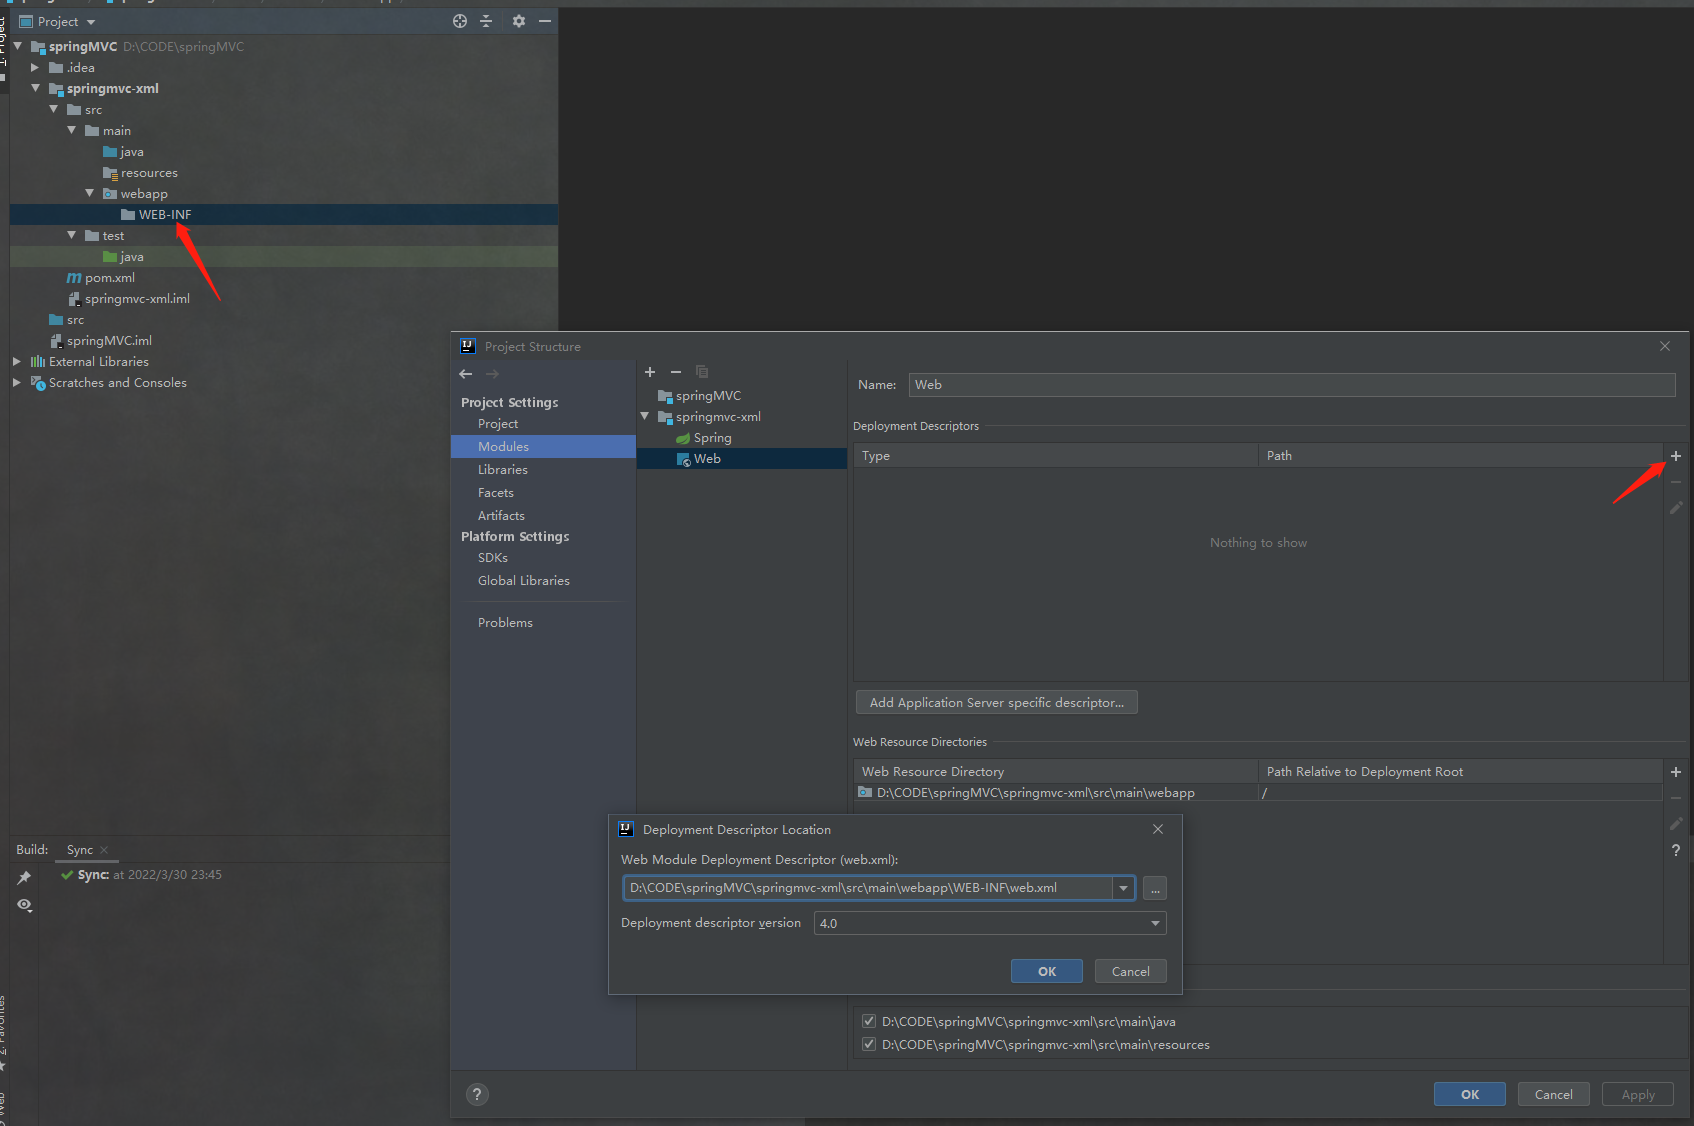 Project
springMVC D:\CODE\springMVC
.idea
springmvc-xml
src
main
java
resources
webapp
WEB-INF
test
java
pom.xml
springmvc-xml.iml
src
springMVC.iml
External Libraries
Scratches and Consoles
Build: Sync
Sync: at 2022/3/30 23:45
Project Structure
Project Settings
Project
Modules
Libraries
Facets
Artifacts
Platform Settings
SDKs
Global Libraries
Problems
springMVC
springmvc-xml
Spring
Web
Name: Web
Deployment Descriptors
Type Path
Nothing to show
Add Application Server specific descriptor...
Web Resource Directories
Web Resource Directory Path Relative to Deployment Root
D:\CODE\springMVC\springmvc-xml\src\main\webapp /
Deployment Descriptor Location
Web Module Deployment Descriptor (web.xml):
D:\CODE\springMVC\springmvc-xml\src\main\webapp\WEB-INF\web.xml ...
Deployment descriptor version 4.0
OK Cancel
D:\CODE\springMVC\springmvc-xml\src\main\java
D:\CODE\springMVC\springmvc-xml\src\main\resources
? OK Cancel Apply